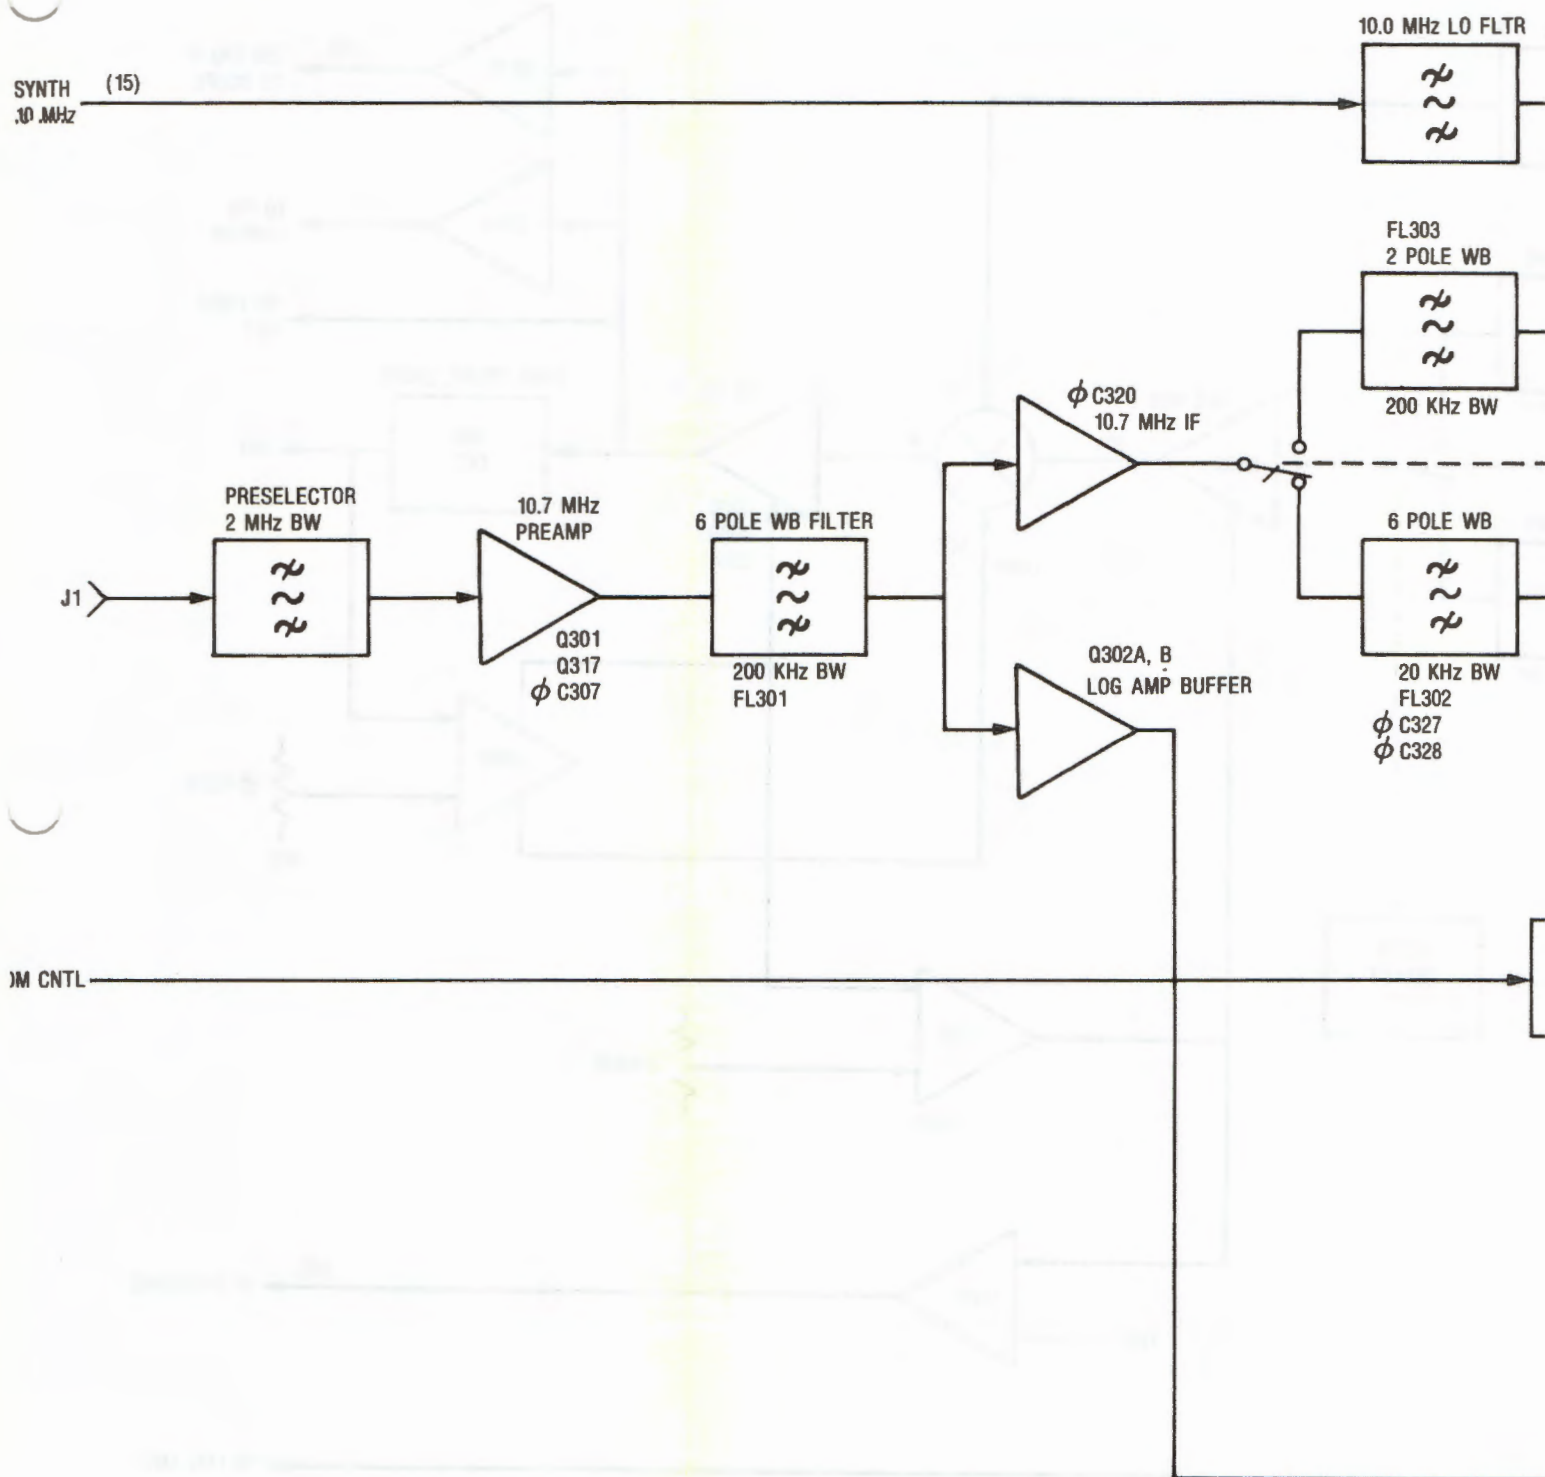 10.0 MHz LO FLTR
SYNTH (15)
10 MHz
FL303
2 POLE WB
200 KHz BW
ϕ C320
10.7 MHz IF
PRESELECTOR
2 MHz BW
10.7 MHz
PREAMP
6 POLE WB FILTER
6 POLE WB
J1
Q301
Q317
ϕ C307
200 KHz BW
FL301
Q302A, B
LOG AMP BUFFER
20 KHz BW
FL302
ϕ C327
ϕ C328
CNTL